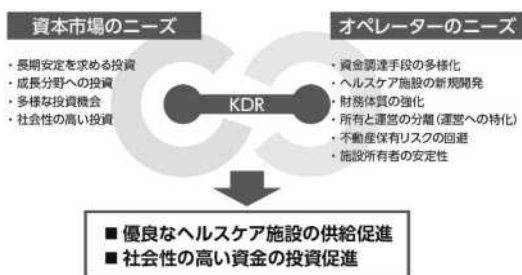 資本市場のニーズ
・長期安定を求める投資
・成長分野への投資
・多様な投資機会
・社会性の高い投資
オペレーターのニーズ
・資金調達手段の多様化
・ヘルスケア施設の新規開発
・財務体質の強化
・所有と運営の分離(運営への特化)
・不動産保有リスクの回避
・施設所有者の安定性
KDR
■ 優良なヘルスケア施設の供給促進
■ 社会性の高い資金の投資促進